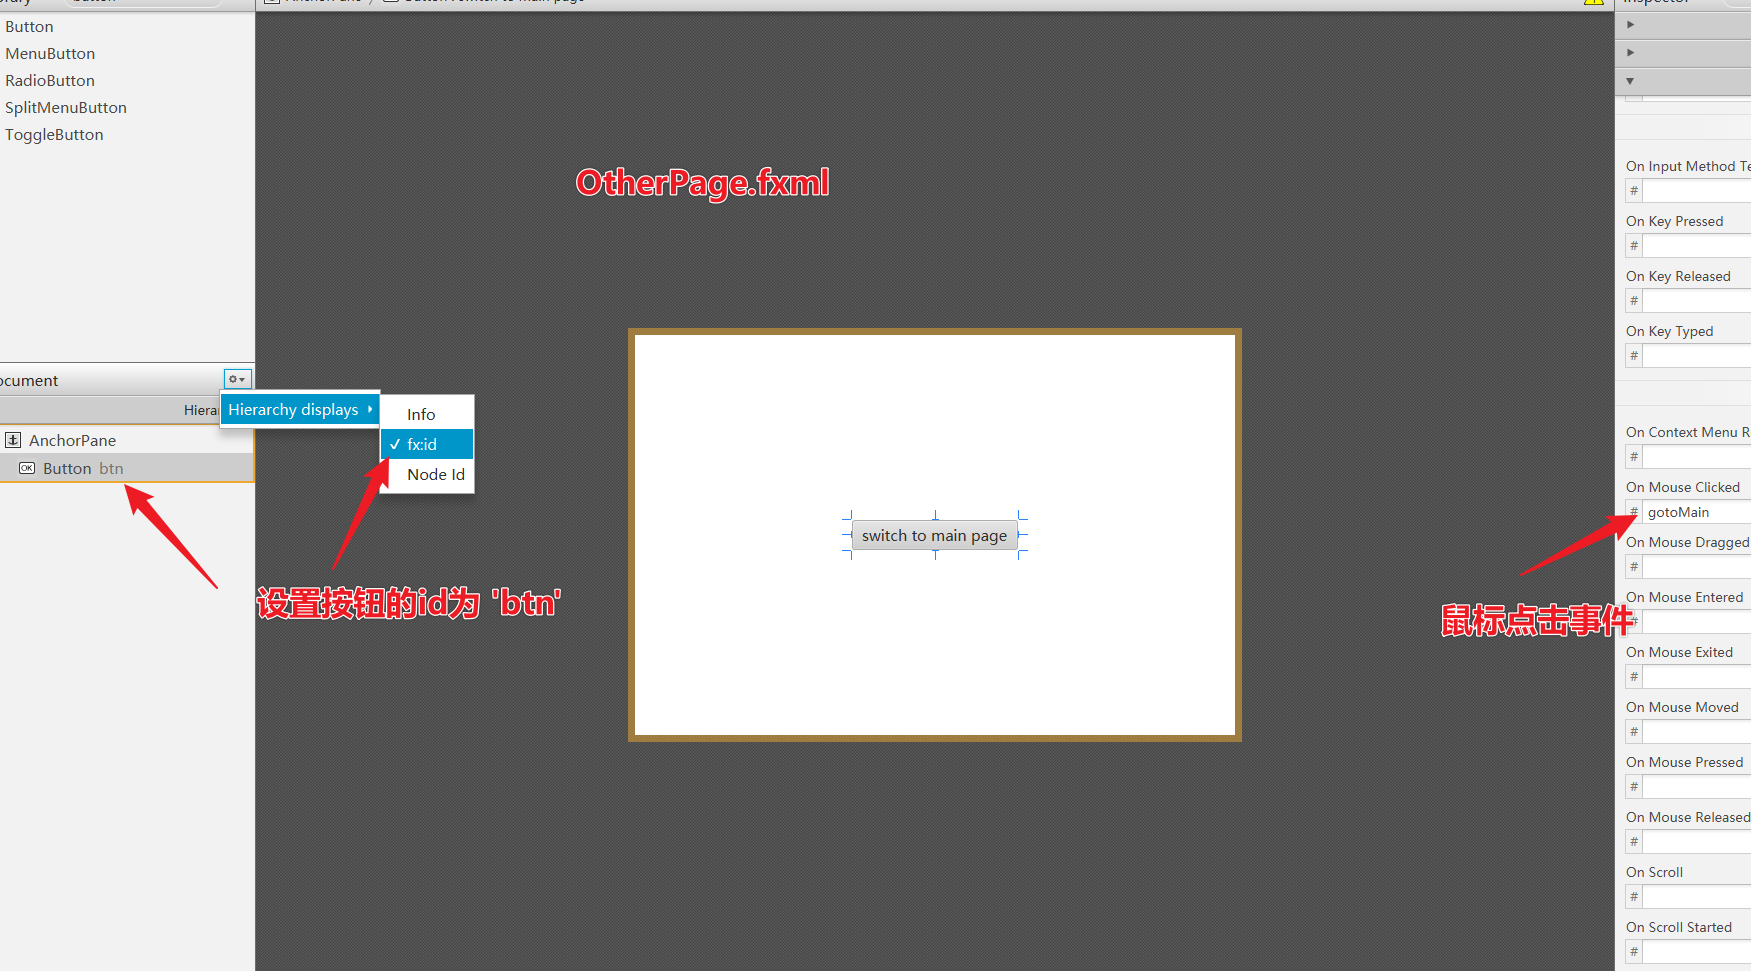 Button
MenuButton
RadioButton
SplitMenuButton
ToggleButton
OtherPage.fxml
Hierarchy displays
Info
fx:id
Node Id
AnchorPane
Button btn
设置按钮的id为 'btn'
switch to main page
On Input Method Te
#
On Key Pressed
#
On Key Released
#
On Key Typed
#
On Context Menu R
#
On Mouse Clicked
# gotoMain
On Mouse Dragged
#
On Mouse Entered
#
鼠标点击事件
On Mouse Exited
#
On Mouse Moved
#
On Mouse Pressed
#
On Mouse Released
#
On Scroll
#
On Scroll Started
#